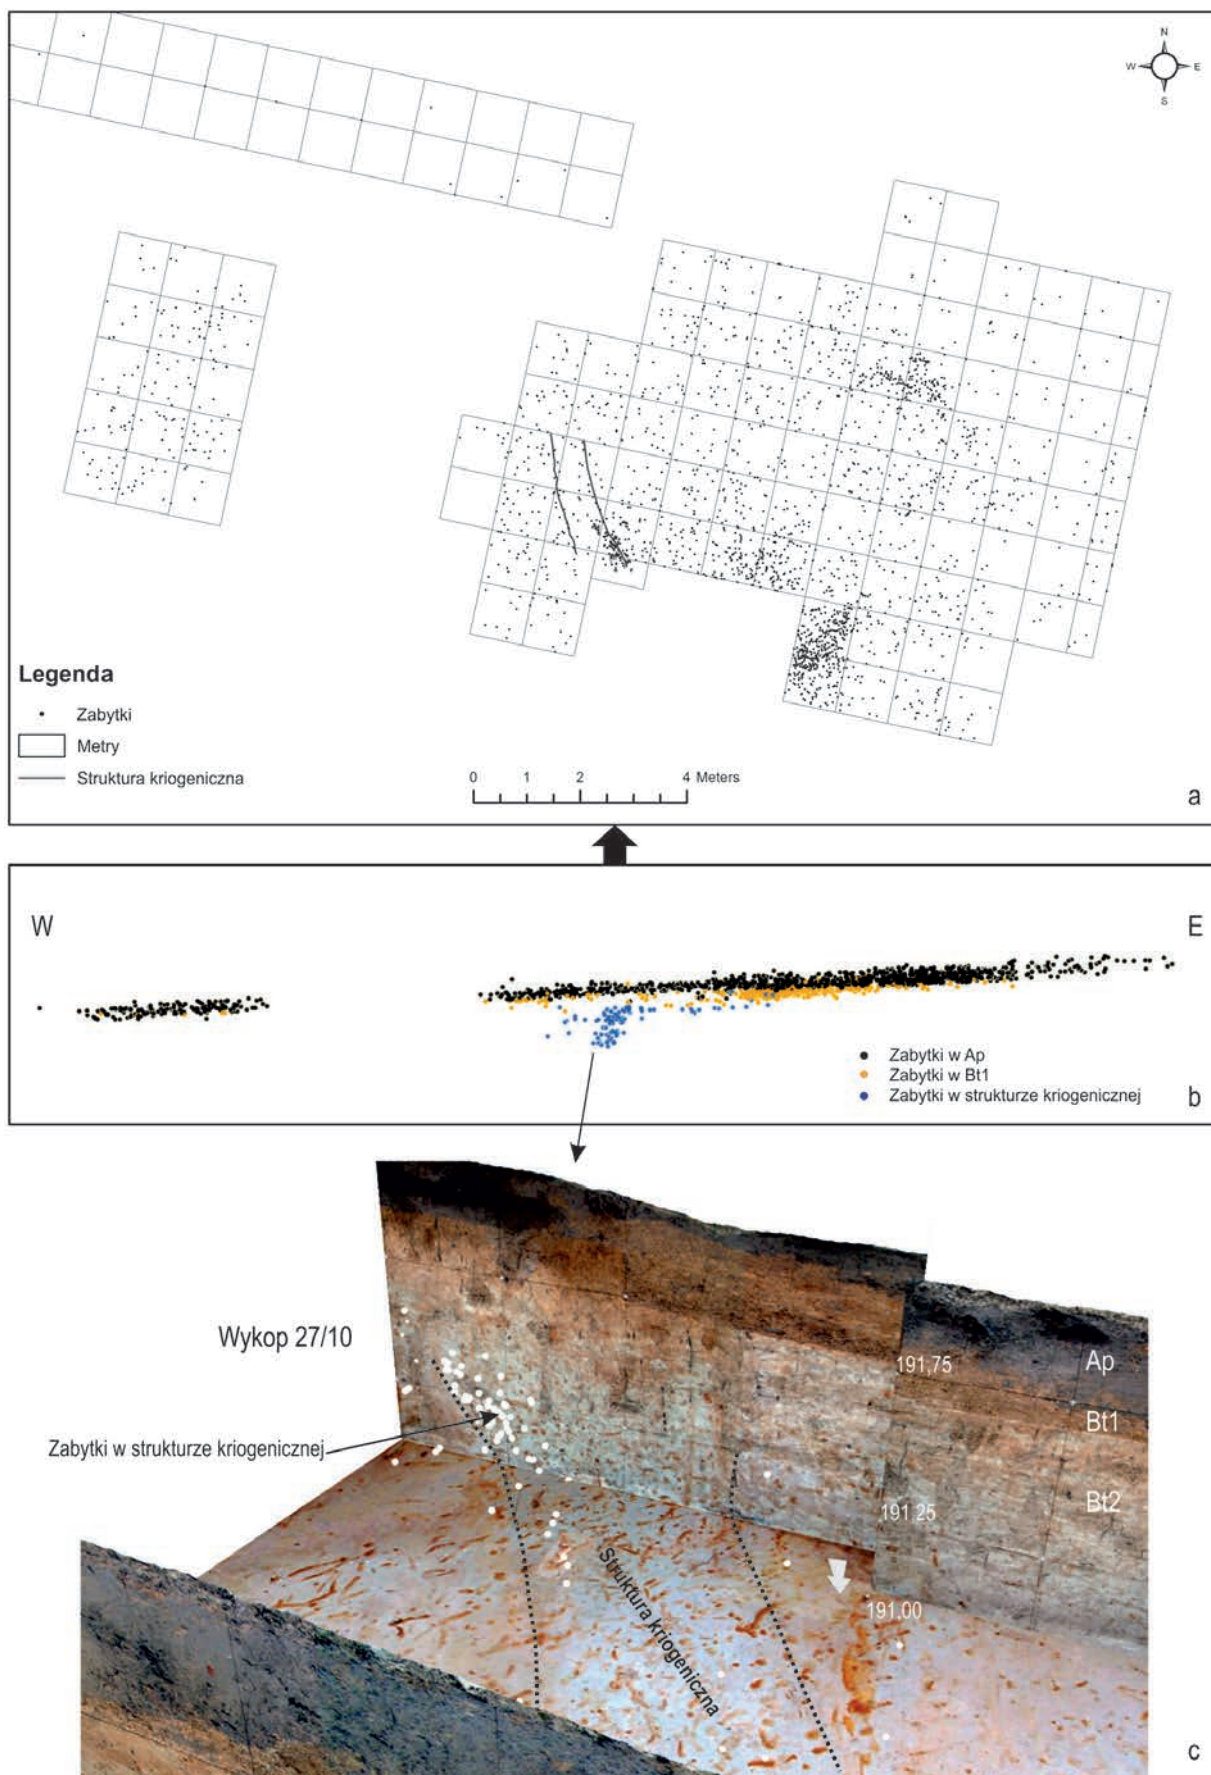 N
W E
S
Legenda
Zabytki
Metry
Struktura kriogeniczna
0 1 2 4 Meters
a
W E
Zabytki w Ap
Zabytki w Bt1
Zabytki w strukturze kriogenicznej
b
Wykop 27/10
191,75
Ap
Bt1
Zabytki w strukturze kriogenicznej
Bt2
191,25
Struktura kriogeniczna
191,00
c